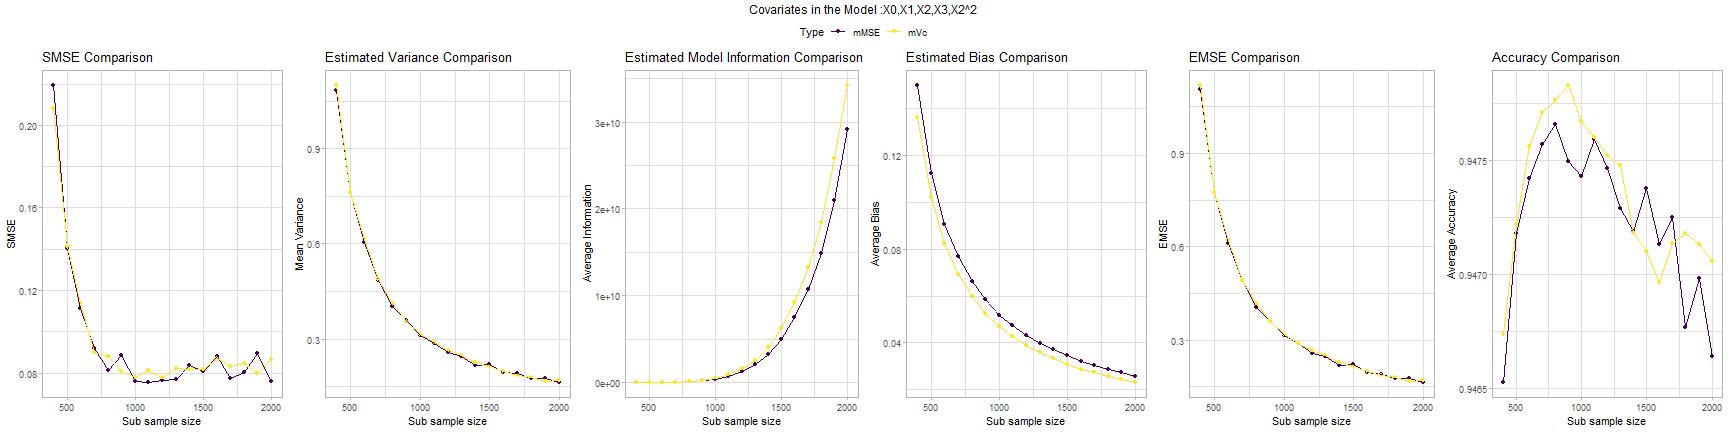 Covariates in the Model :X0,X1,X2,X3,X2^2
Type mMSE mVc
SMSE Comparison
SMSE
0.20
0.16
0.12
0.08
500 1000 1500 2000
Sub sample size
Estimated Variance Comparison
Mean Variance
0.9
0.6
0.3
500 1000 1500 2000
Sub sample size
Estimated Model Information Comparison
Average Information
3e+10
2e+10
1e+10
0e+00
500 1000 1500 2000
Sub sample size
Estimated Bias Comparison
Average Bias
0.12
0.08
0.04
500 1000 1500 2000
Sub sample size
EMSE Comparison
EMSE
0.9
0.6
0.3
500 1000 1500 2000
Sub sample size
Accuracy Comparison
Average Accuracy
0.9475
0.9470
0.9465
500 1000 1500 2000
Sub sample size